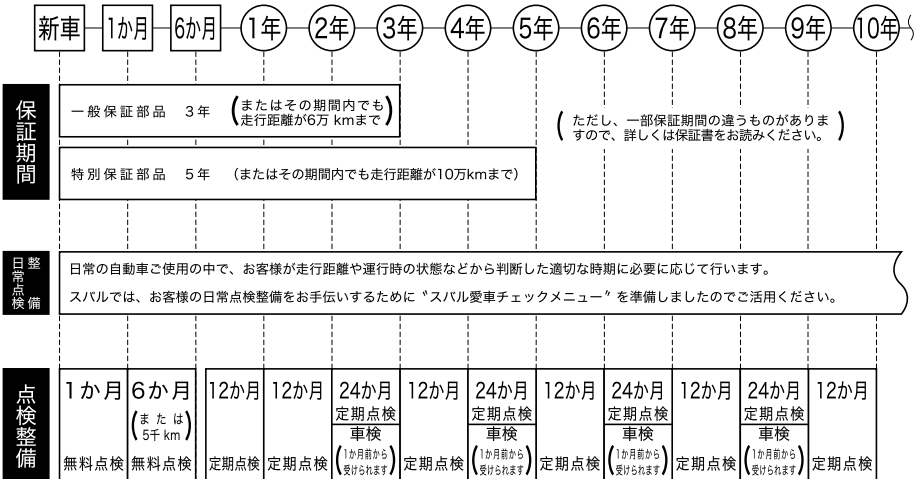 新車 1か月 6か月 1年 2年 3年 4年 5年 6年 7年 8年 9年 10年
保証期間
一般保証部品 3年 (またはその期間内でも
走行距離が6万kmまで)
(ただし、一部保証期間の違うものがありま
すので、詳しくは保証書をお読みください。)
特別保証部品 5年 (またはその期間内でも走行距離が10万kmまで)
日常点検
整備
日常の自動車ご使用の中で、お客様が走行距離や運行時の状態などから判断した適切な時期に必要に応じて行います。
スバルでは、お客様の日常点検整備をお手伝いするために〝スバル愛車チェックメニュー〞を準備しましたのでご活用ください。
点検整備
1か月 6か月 12か月 12か月 24か月 12か月 24か月 12か月 24か月 12か月 24か月 12か月
(または
5千km)
定期点検 定期点検 定期点検 定期点検
車検 車検 車検 車検
(1か月前から (1か月前から (1か月前から (1か月前から
無料点検 無料点検 定期点検 定期点検 受けられます) 定期点検 受けられます) 定期点検 受けられます) 定期点検 受けられます) 定期点検